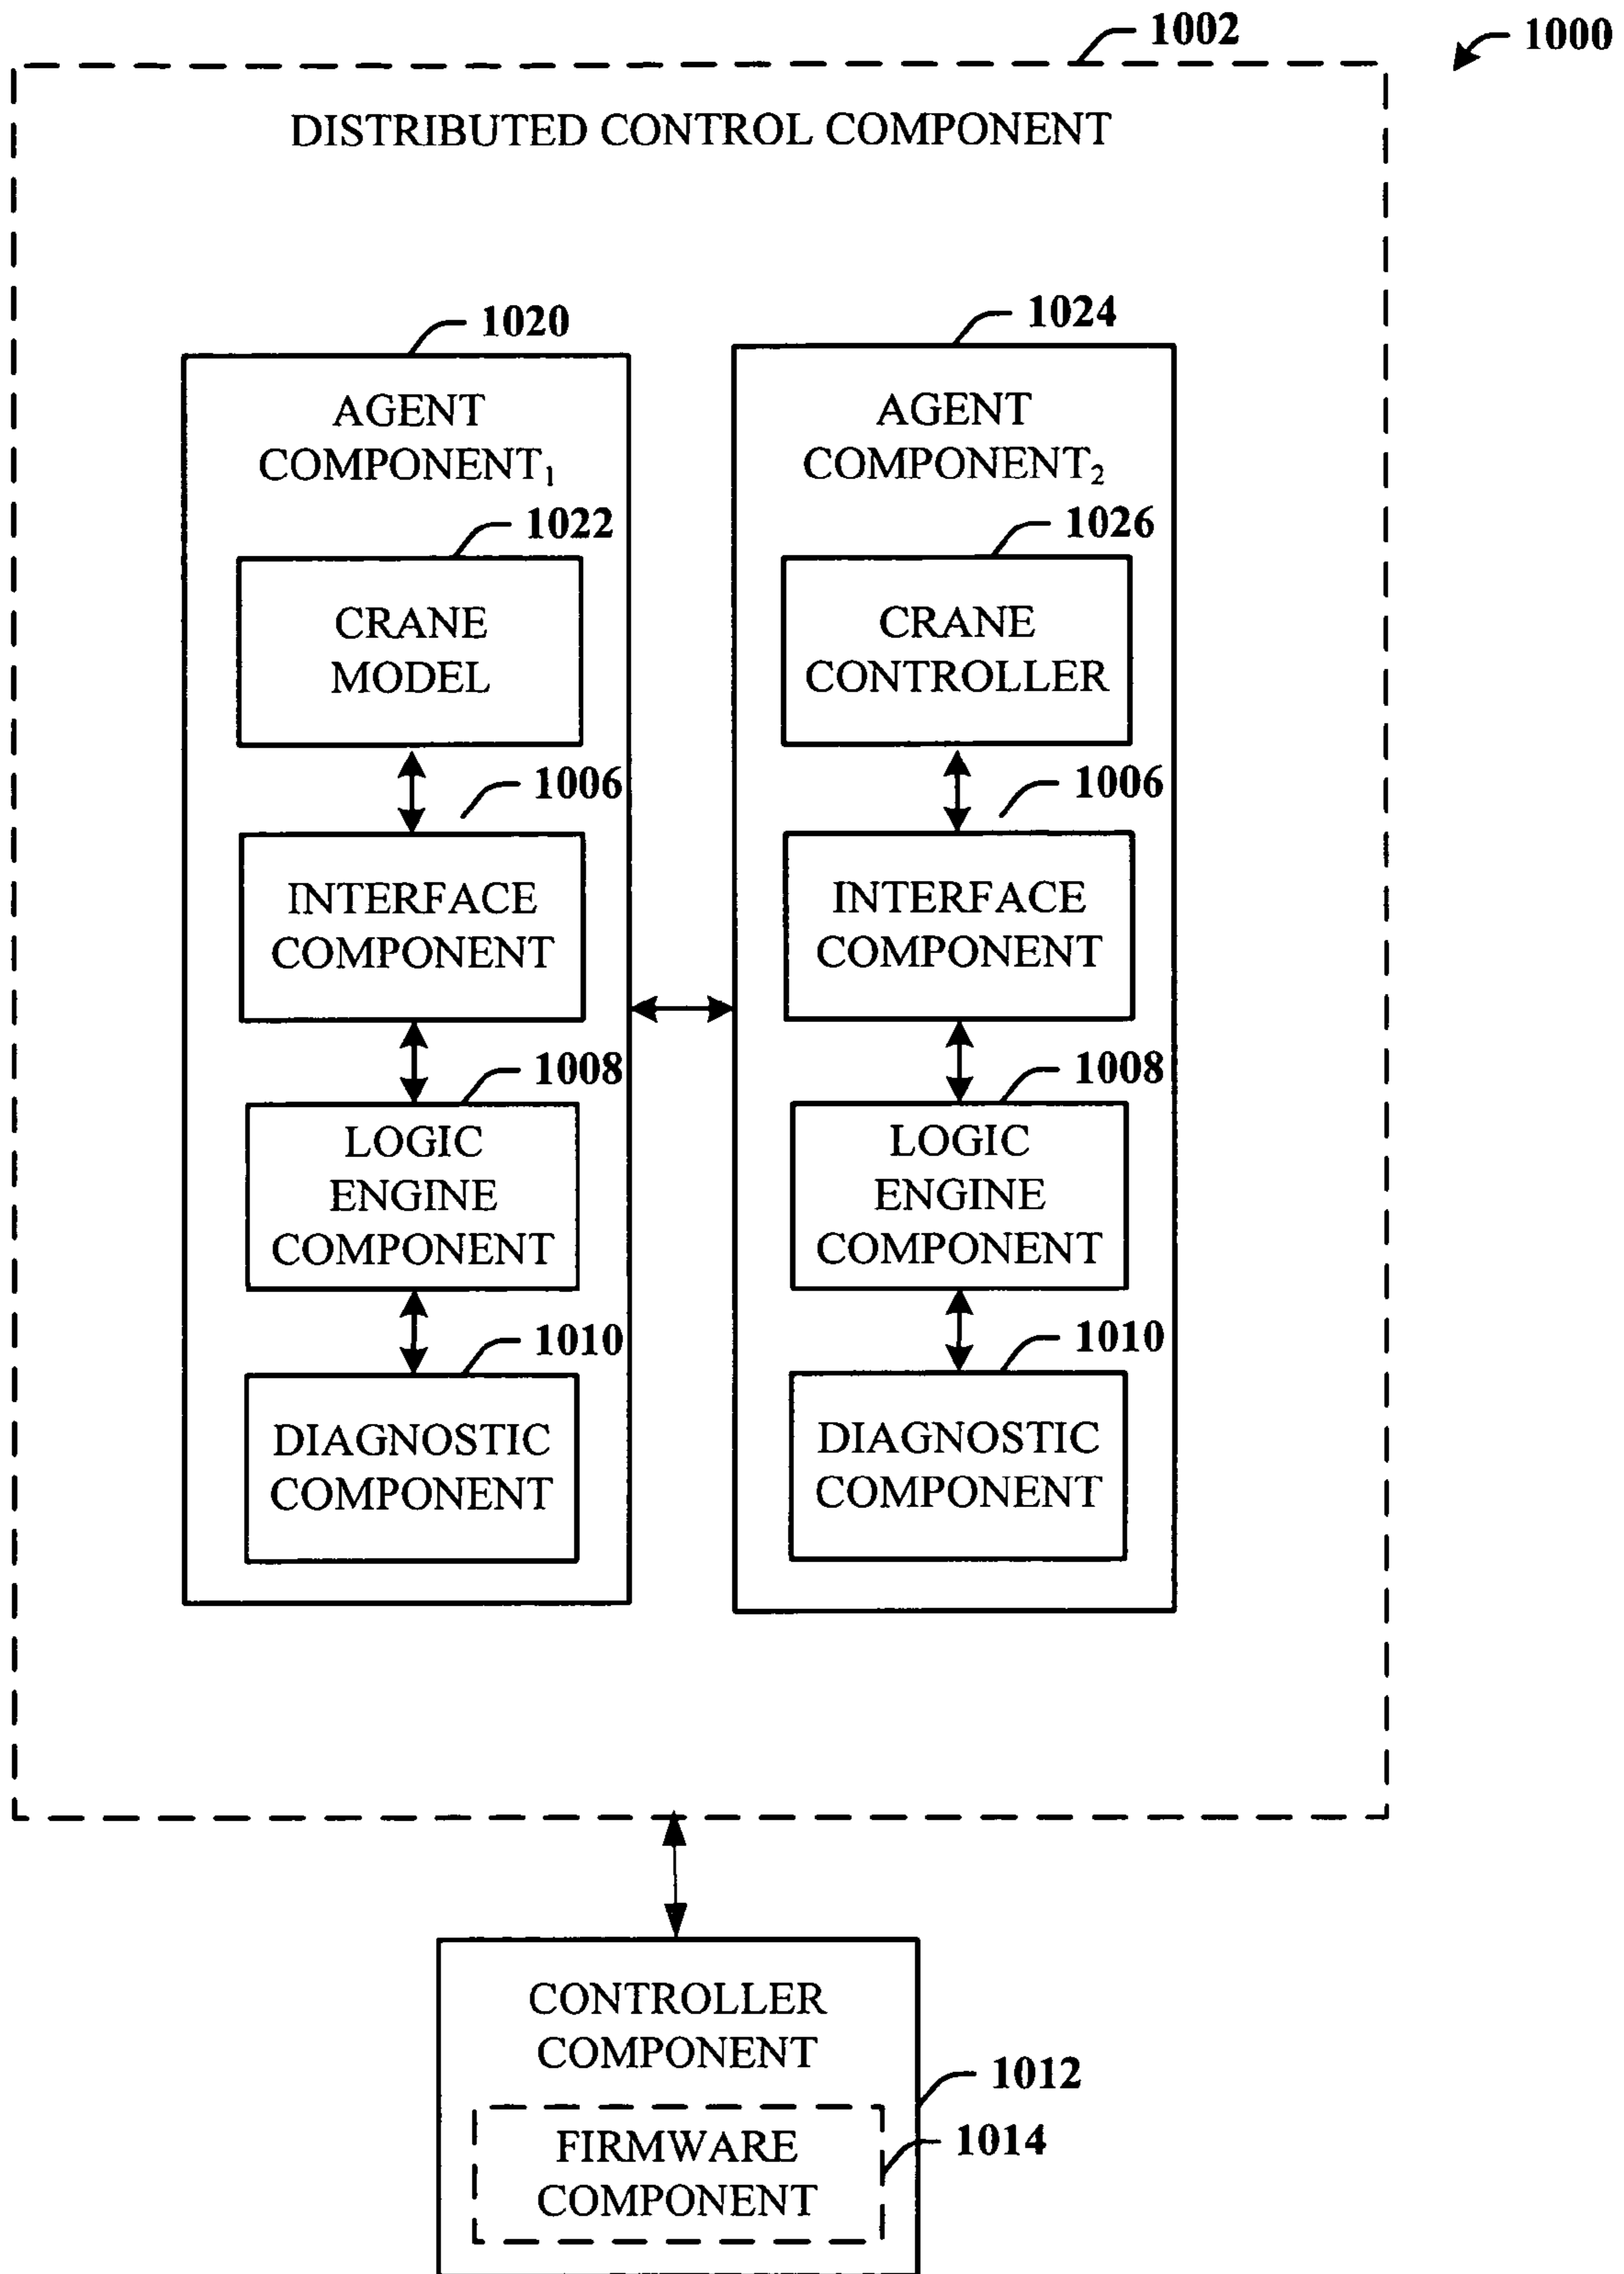 1002
1000
DISTRIBUTED CONTROL COMPONENT
1020
AGENT
COMPONENT₁
1022
CRANE
MODEL
1006
INTERFACE
COMPONENT
1008
LOGIC
ENGINE
COMPONENT
1010
DIAGNOSTIC
COMPONENT
1024
AGENT
COMPONENT₂
1026
CRANE
CONTROLLER
1006
INTERFACE
COMPONENT
1008
LOGIC
ENGINE
COMPONENT
1010
DIAGNOSTIC
COMPONENT
CONTROLLER
COMPONENT
1012
FIRMWARE
COMPONENT
1014